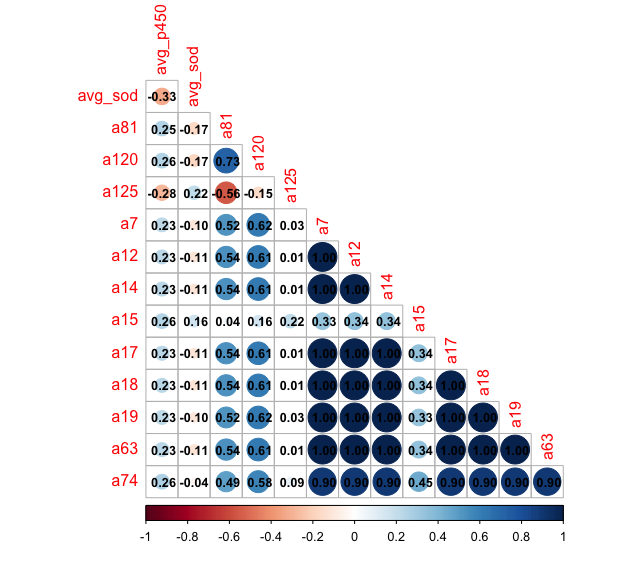 avg_p450
avg_sod -0.33 avg_sod
a81 0.25 -0.17 a81
a120 0.26 -0.17 0.73 a120
a125 -0.28 0.22 -0.56 -0.15 a125
a7 0.23 -0.10 0.52 0.62 0.03 a7
a12 0.23 -0.11 0.54 0.61 0.01 1.00 a12
a14 0.23 -0.11 0.54 0.61 0.01 1.00 1.00 a14
a15 0.26 0.16 0.04 0.16 0.22 0.33 0.34 0.34 a15
a17 0.23 -0.11 0.54 0.61 0.01 1.00 1.00 1.00 0.34 a17
a18 0.23 -0.11 0.54 0.61 0.01 1.00 1.00 1.00 0.34 1.00 a18
a19 0.23 -0.10 0.52 0.62 0.03 1.00 1.00 1.00 0.33 1.00 1.00 a19
a63 0.23 -0.11 0.54 0.61 0.01 1.00 1.00 1.00 0.34 1.00 1.00 1.00 a63
a74 0.26 -0.04 0.49 0.58 0.09 0.90 0.90 0.90 0.45 0.90 0.90 0.90 0.90
-1 -0.8 -0.6 -0.4 -0.2 0 0.2 0.4 0.6 0.8 1